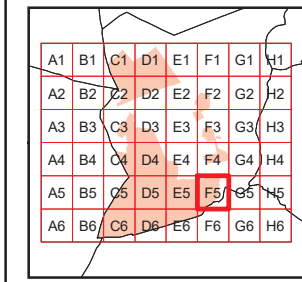 A1 B1 C1 D1 E1 F1 G1 H1
A2 B2 C2 D2 E2 F2 G2 H2
A3 B3 C3 D3 E3 F3 G3 H3
A4 B4 C4 D4 E4 F4 G4 H4
A5 B5 C5 D5 E5 F5 G5 H5
A6 B6 C6 D6 E6 F6 G6 H6